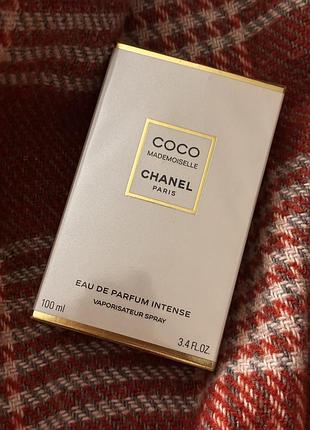 COCO
MADEMOISELLE
CHANEL
PARIS
EAU DE PARFUM INTENSE
VAPORISATEUR SPRAY
100 ml
3.4 FL.OZ.